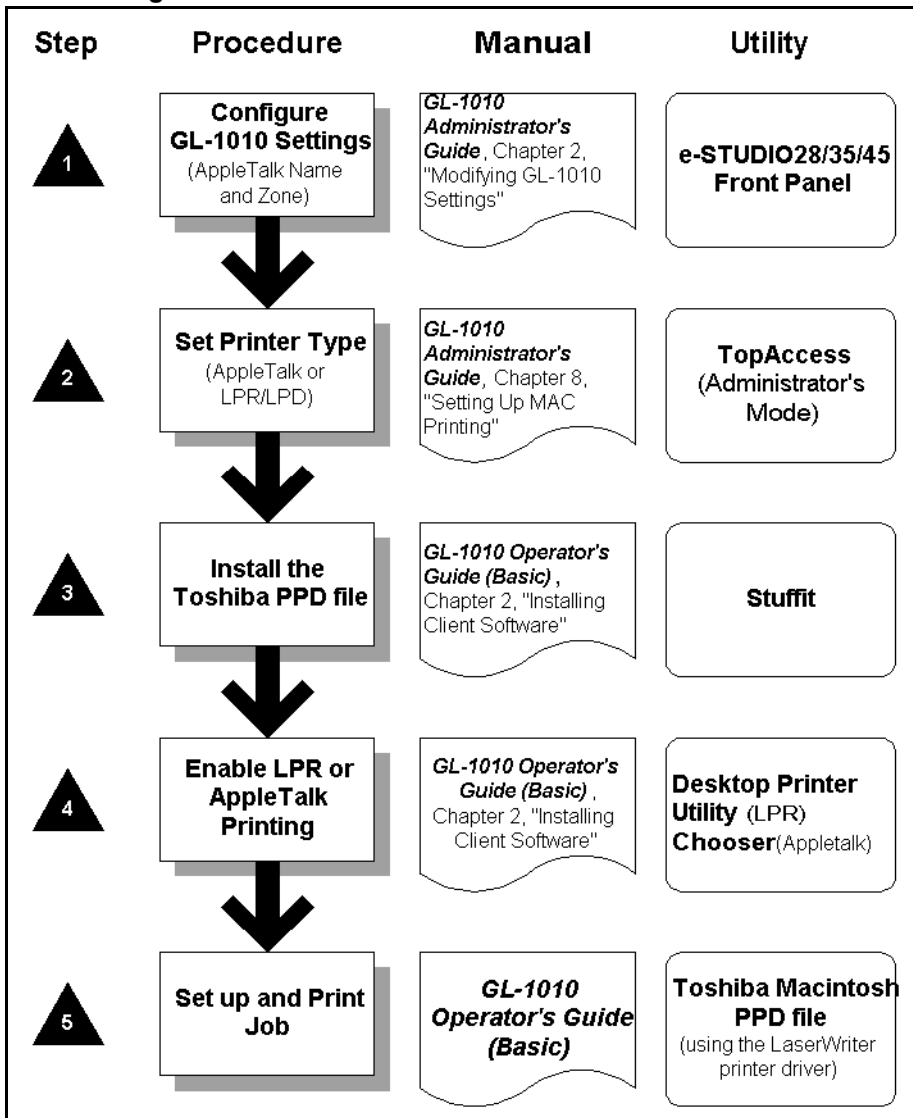 Step Procedure Manual Utility
1
Configure
GL-1010 Settings
(AppleTalk Name
and Zone)
GL-1010
Administrator's
Guide, Chapter 2,
"Modifying GL-1010
Settings"
e-STUDIO28/35/45
Front Panel
2
Set Printer Type
(AppleTalk or
LPR/LPD)
GL-1010
Administrator's
Guide, Chapter 8,
"Setting Up MAC
Printing"
TopAccess
(Administrator's
Mode)
3
Install the
Toshiba PPD file
GL-1010 Operator's
Guide (Basic) ,
Chapter 2, "Installing
Client Software"
Stuffit
4
Enable LPR or
AppleTalk
Printing
GL-1010 Operator's
Guide (Basic) ,
Chapter 2, "Installing
Client Software"
Desktop Printer
Utility (LPR)
Chooser(Appletalk)
5
Set up and Print
Job
GL-1010
Operator's Guide
(Basic)
Toshiba Macintosh
PPD file
(using the LaserWriter
printer driver)